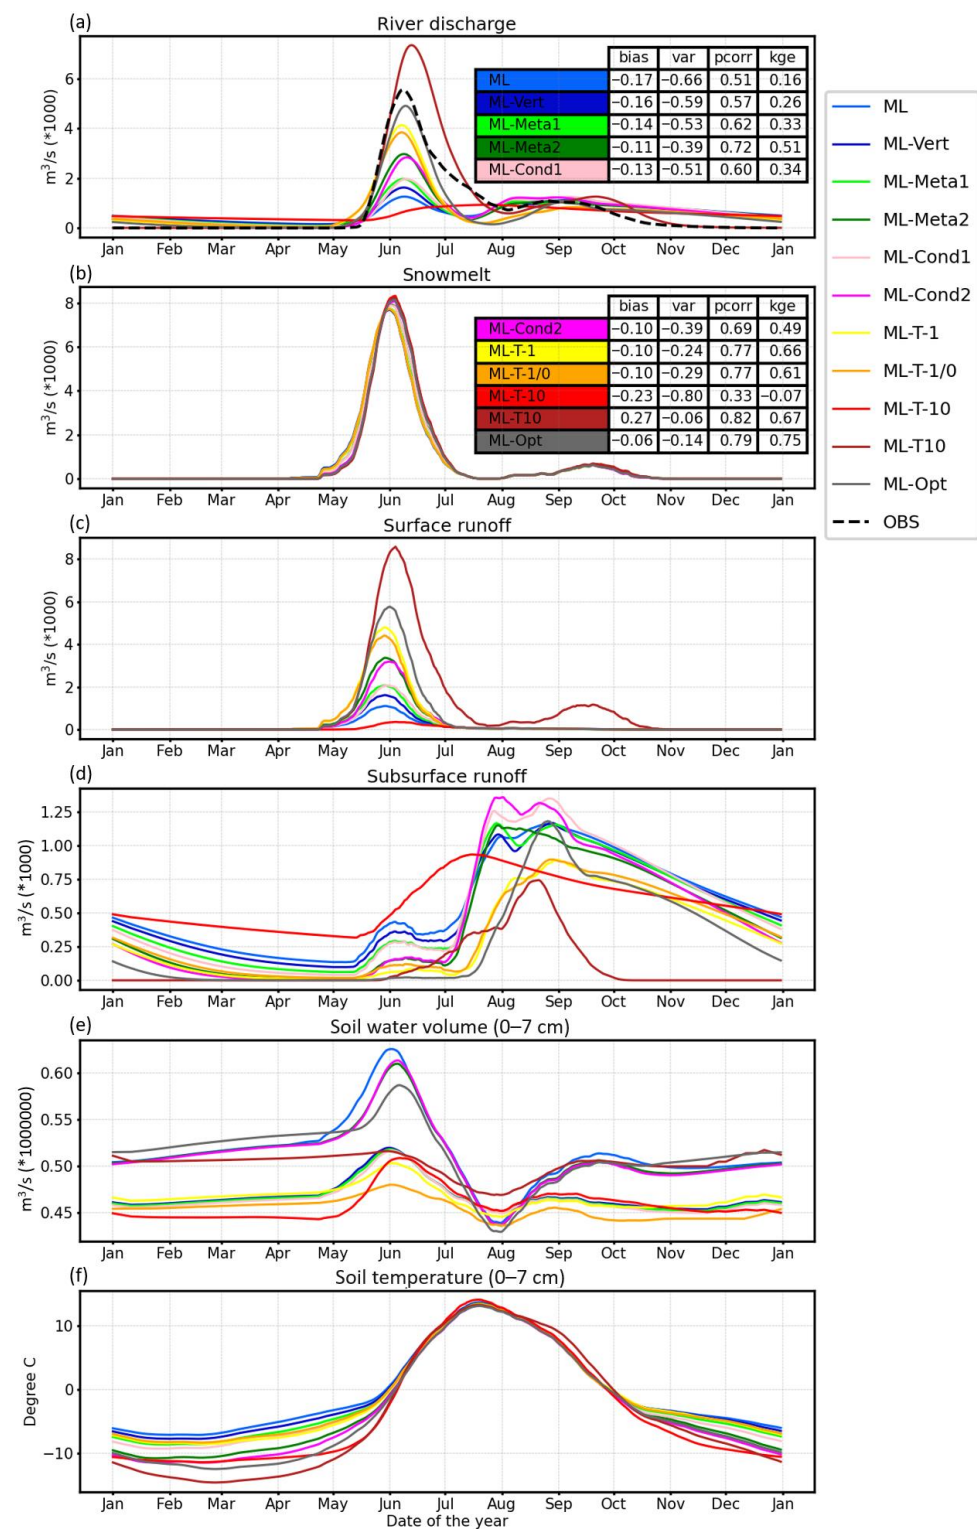 (a)
River discharge
bias var pcorr kge
ML −0.17 −0.66 0.51 0.16
ML-Vert −0.16 −0.59 0.57 0.26
ML-Meta1 −0.14 −0.53 0.62 0.33
ML-Meta2 −0.11 −0.39 0.72 0.51
ML-Cond1 −0.13 −0.51 0.60 0.34
m³/s (*1000)
6
4
2
0
Jan Feb Mar Apr May Jun Jul Aug Sep Oct Nov Dec Jan
ML
ML-Vert
ML-Meta1
ML-Meta2
ML-Cond1
ML-Cond2
ML-T-1
ML-T-1/0
ML-T-10
ML-T10
ML-Opt
OBS
(b)
Snowmelt
bias var pcorr kge
ML-Cond2 −0.10 −0.39 0.69 0.49
ML-T-1 −0.10 −0.24 0.77 0.66
ML-T-1/0 −0.10 −0.29 0.77 0.61
ML-T-10 −0.23 −0.80 0.33 −0.07
ML-T10 0.27 −0.06 0.82 0.67
ML-Opt −0.06 −0.14 0.79 0.75
m³/s (*1000)
8
6
4
2
0
Jan Feb Mar Apr May Jun Jul Aug Sep Oct Nov Dec Jan
(c)
Surface runoff
m³/s (*1000)
8
6
4
2
0
Jan Feb Mar Apr May Jun Jul Aug Sep Oct Nov Dec Jan
(d)
Subsurface runoff
m³/s (*1000)
1.25
1.00
0.75
0.50
0.25
0.00
Jan Feb Mar Apr May Jun Jul Aug Sep Oct Nov Dec Jan
(e)
Soil water volume (0–7 cm)
m³/s (*1000000)
0.60
0.55
0.50
0.45
Jan Feb Mar Apr May Jun Jul Aug Sep Oct Nov Dec Jan
(f)
Soil temperature (0–7 cm)
Degree C
10
0
−10
Jan Feb Mar Apr May Jun Jul Aug Sep Oct Nov Dec Jan
Date of the year